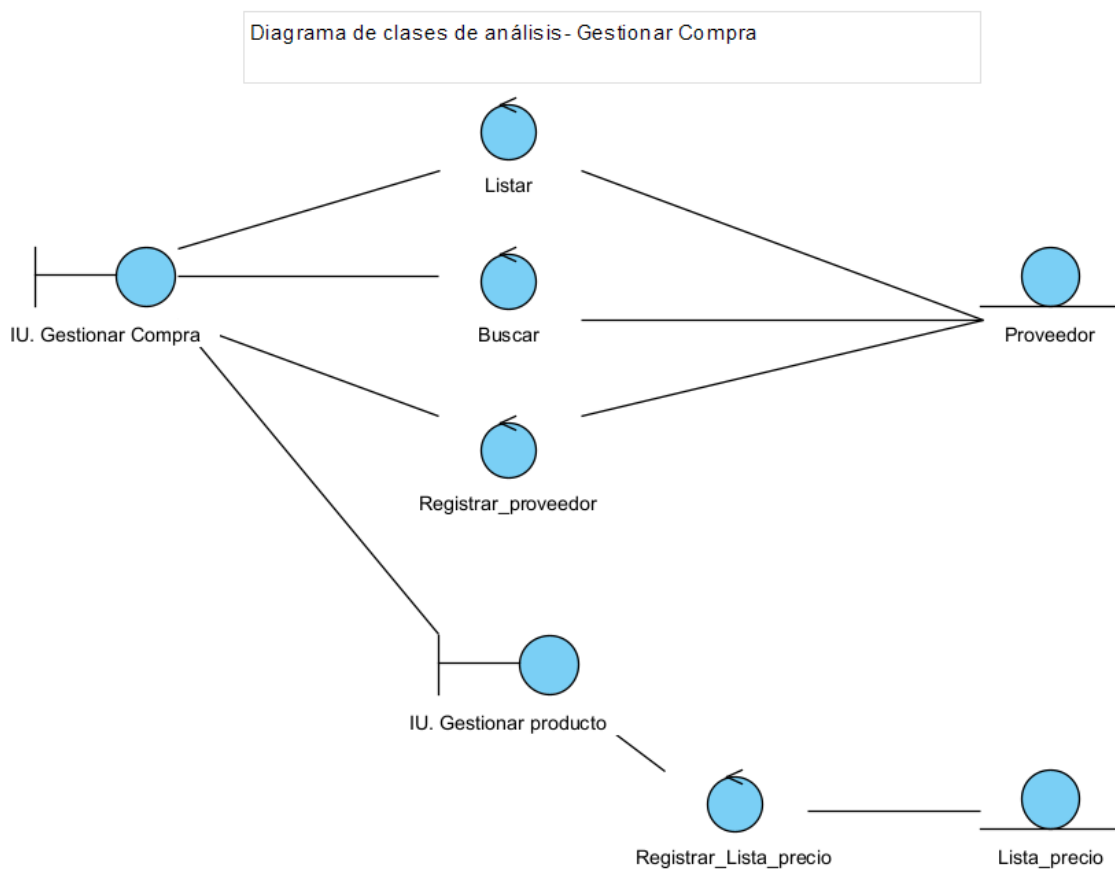 Diagrama de clases de análisis- Gestionar Compra
Listar
IU. Gestionar Compra
Buscar
Proveedor
Registrar_proveedor
IU. Gestionar producto
Registrar_Lista_precio
Lista_precio